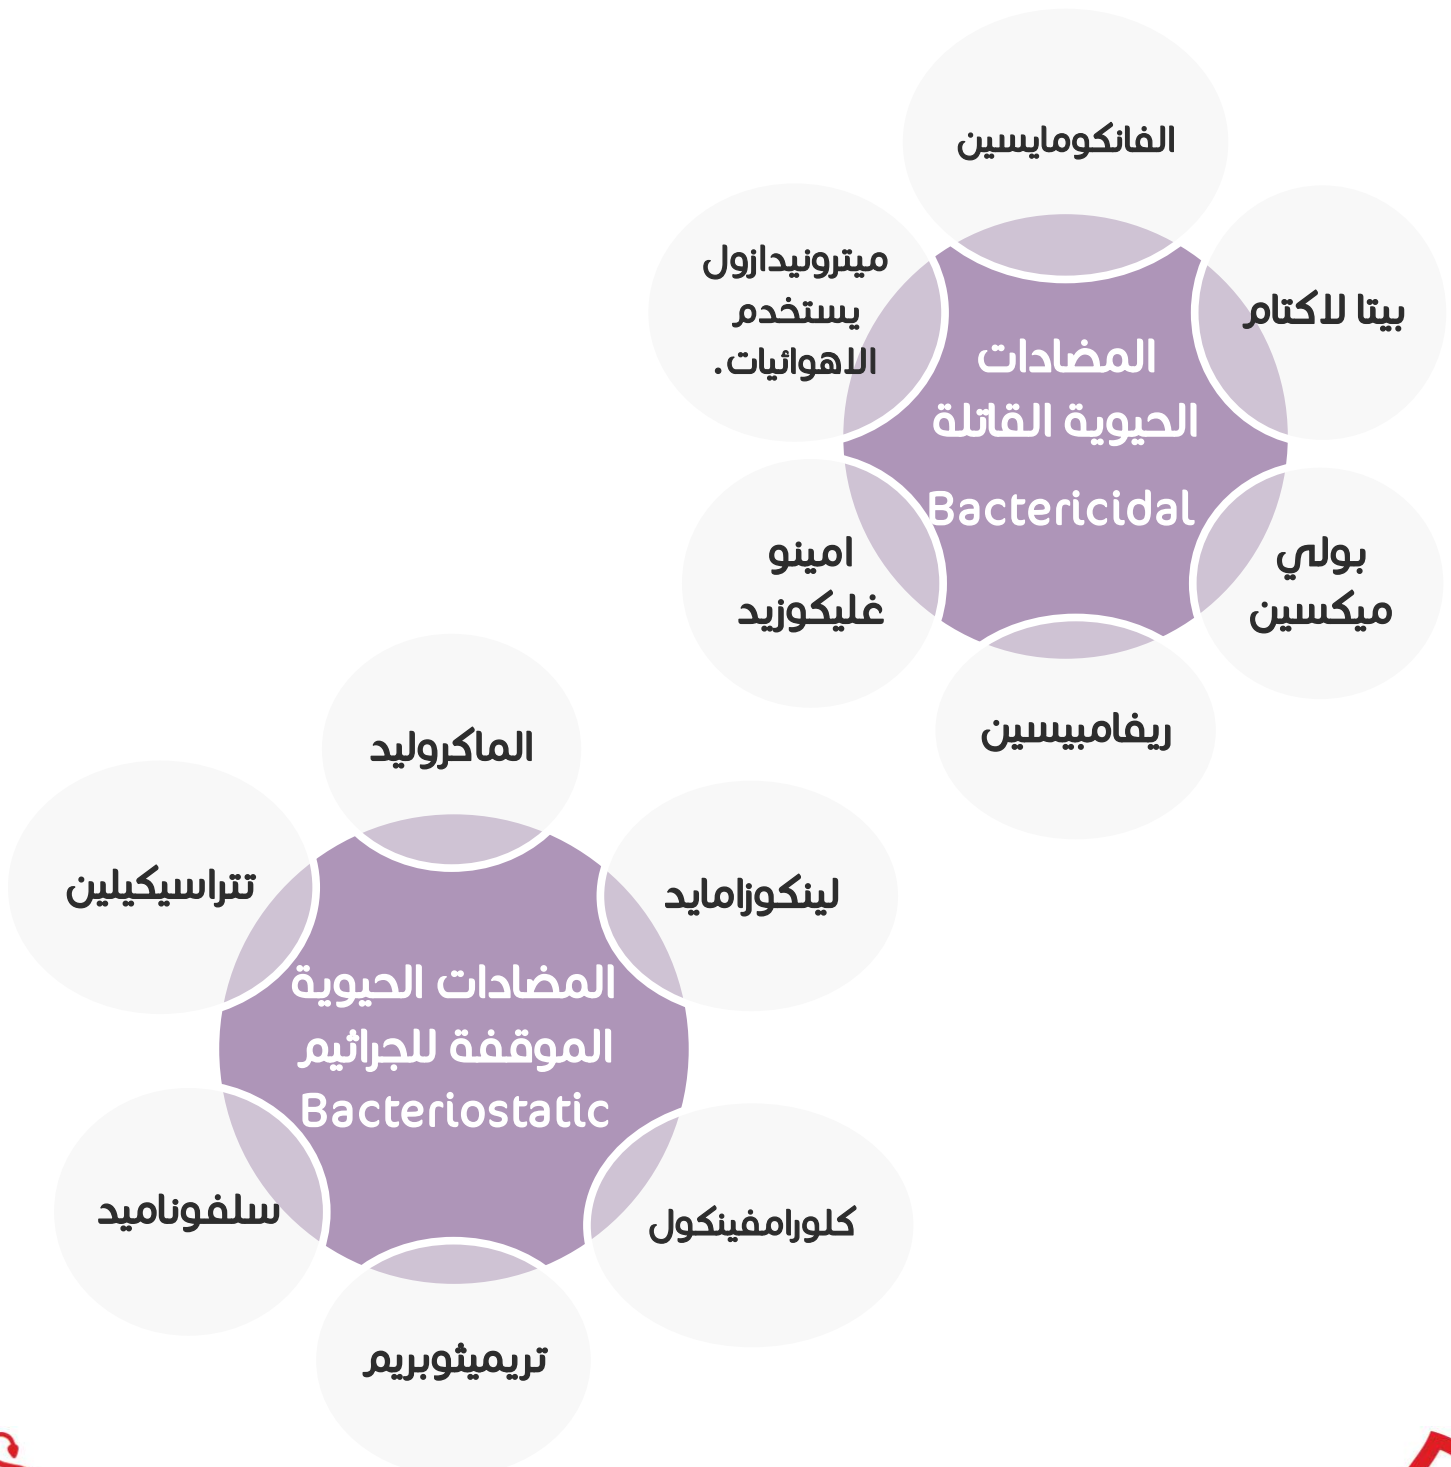 الفانكومايسين
بيتا لاكتام
ميترونيدازول
يستخدم
الاهوائيات.
المضادات
الحيوية القاتلة
Bactericidal
بولي
ميكسين
امينو
غليكوزيد
ريفامبيسين
الماكروليد
لينكوزامايد
تتراسيكيلين
المضادات الحيوية
الموقفة للجراثيم
Bacteriostatic
كلورامفينكول
سلفوناميد
تريميثوبريم